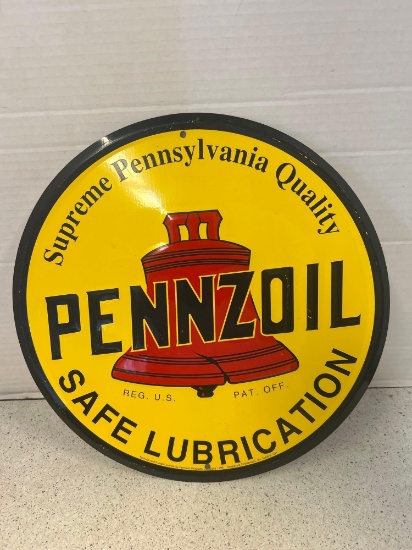 Supreme Pennsylvania Quality
PENNZOIL
REG. U.S. PAT. OFF.
SAFE LUBRICATION